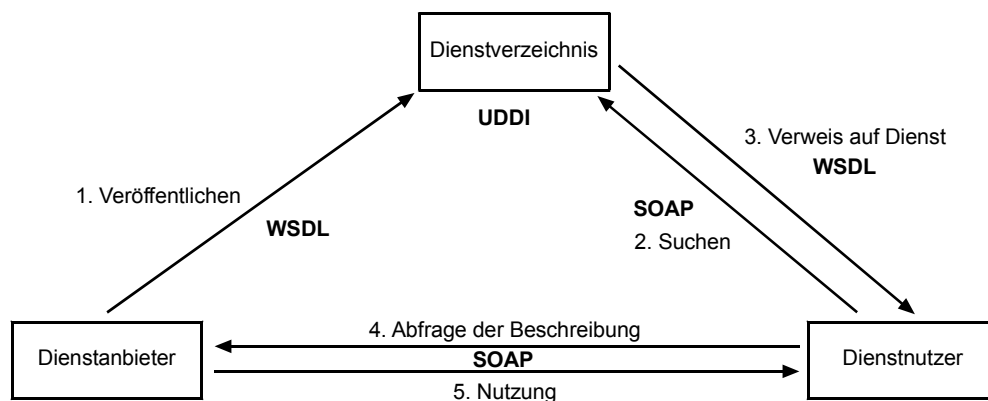 Dienstverzeichnis
UDDI
3. Verweis auf Dienst
WSDL
1. Veröffentlichen
WSDL
SOAP
2. Suchen
4. Abfrage der Beschreibung
Dienstanbieter
SOAP
Dienstnutzer
5. Nutzung